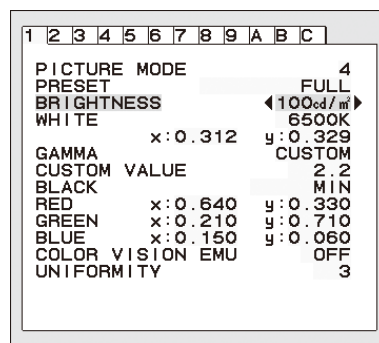 1 2 3 4 5 6 7 8 9 A B C
PICTURE MODE 4
PRESET FULL
BRIGHTNESS ◀100cd/㎡▶
WHITE 6500K
x:0.312 y:0.329
GAMMA CUSTOM
CUSTOM VALUE 2.2
BLACK MIN
RED x:0.640 y:0.330
GREEN x:0.210 y:0.710
BLUE x:0.150 y:0.060
COLOR VISION EMU OFF
UNIFORMITY 3